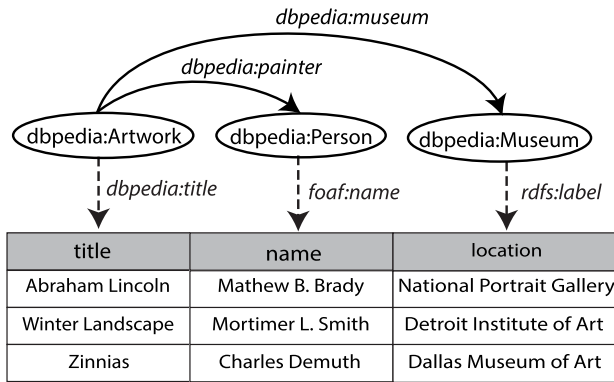 dbpedia:museum
dbpedia:painter
dbpedia:Artwork dbpedia:Person dbpedia:Museum
dbpedia:title foaf:name rdfs:label
title name location
Abraham Lincoln Mathew B. Brady National Portrait Gallery
Winter Landscape Mortimer L. Smith Detroit Institute of Art
Zinnias Charles Demuth Dallas Museum of Art